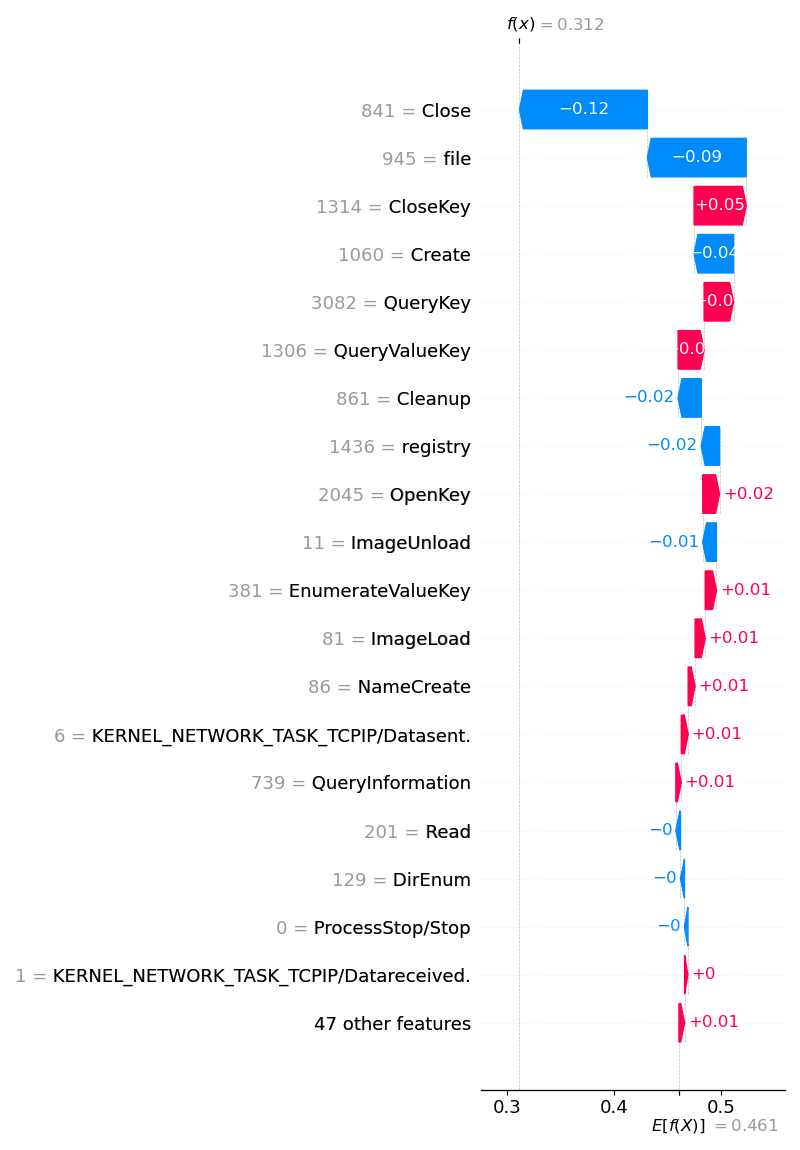 f(x) = 0.312
841 = Close
−0.12
945 = file
−0.09
1314 = CloseKey
+0.05
1060 = Create
−0.04
3082 = QueryKey
1306 = QueryValueKey
861 = Cleanup
−0.02
1436 = registry
−0.02
2045 = OpenKey
+0.02
11 = ImageUnload
−0.01
381 = EnumerateValueKey
+0.01
81 = ImageLoad
+0.01
86 = NameCreate
+0.01
6 = KERNEL_NETWORK_TASK_TCPIP/Datasent.
+0.01
739 = QueryInformation
+0.01
201 = Read
−0
129 = DirEnum
−0
0 = ProcessStop/Stop
−0
1 = KERNEL_NETWORK_TASK_TCPIP/Datareceived.
+0
47 other features
+0.01
0.3 0.4 0.5
E[f(X)] = 0.461